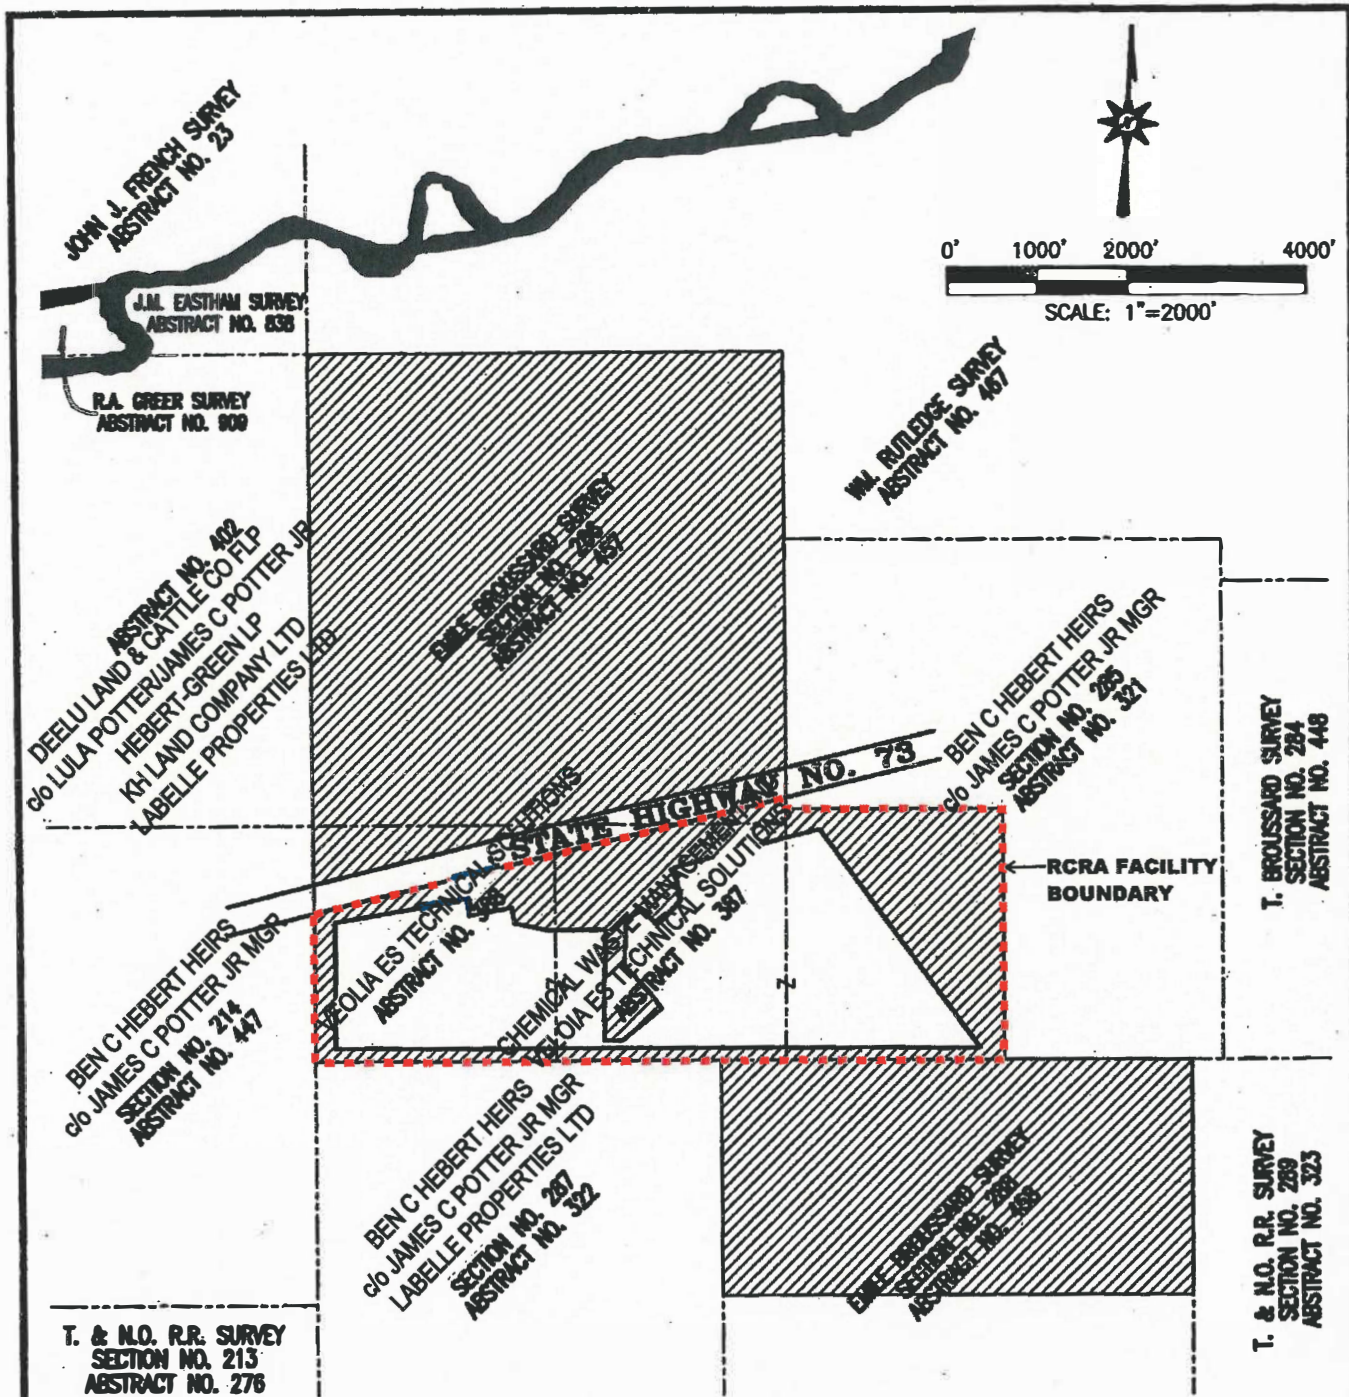 JOHN J. FRENCH SURVEY
ABSTRACT NO. 23
N
0' 1000' 2000' 4000'
SCALE: 1"=2000'
J.M. EASTHAM SURVEY
ABSTRACT NO. 838
R.A. GREER SURVEY
ABSTRACT NO. 909
WM. RUTLEDGE SURVEY
ABSTRACT NO. 467
ABSTRACT NO. 402
DEELU LAND & CATTLE CO FLP
c/o LULA POTTER/JAMES C POTTER JR
HEBERT-GREEN LP
KH LAND COMPANY LTD
LABELLE PROPERTIES LTD
EMILE BROUSSARD SURVEY
SECTION NO. 286
ABSTRACT NO. 457
BEN C HEBERT HEIRS
c/o JAMES C POTTER JR MGR
SECTION NO. 285
ABSTRACT NO. 321
T. BROUSSARD SURVEY
SECTION NO. 284
ABSTRACT NO. 448
STATE HIGHWAY NO. 73
RCRA FACILITY
BOUNDARY
VEOLIA ES TECHNICAL SOLUTIONS
ABSTRACT NO.
CHEMICAL WASTE MANAGEMENT
VEOLIA ES TECHNICAL SOLUTIONS
ABSTRACT NO. 387
Z
BEN C HEBERT HEIRS
c/o JAMES C POTTER JR MGR
SECTION NO. 214
ABSTRACT NO. 447
BEN C HEBERT HEIRS
c/o JAMES C POTTER JR MGR
LABELLE PROPERTIES LTD
SECTION NO. 287
ABSTRACT NO. 322
EMILE BROUSSARD SURVEY
SECTION NO. 288
ABSTRACT NO. 458
T. & N.O. R.R. SURVEY
SECTION NO. 289
ABSTRACT NO. 323
T. & N.O. R.R. SURVEY
SECTION NO. 213
ABSTRACT NO. 276